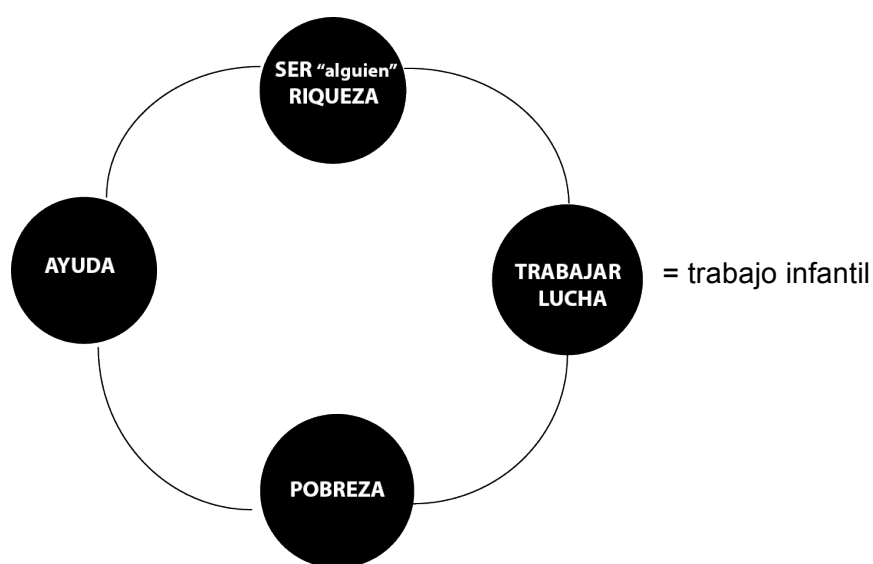 SER “alguien”
RIQUEZA
AYUDA
TRABAJAR
LUCHA
= trabajo infantil
POBREZA